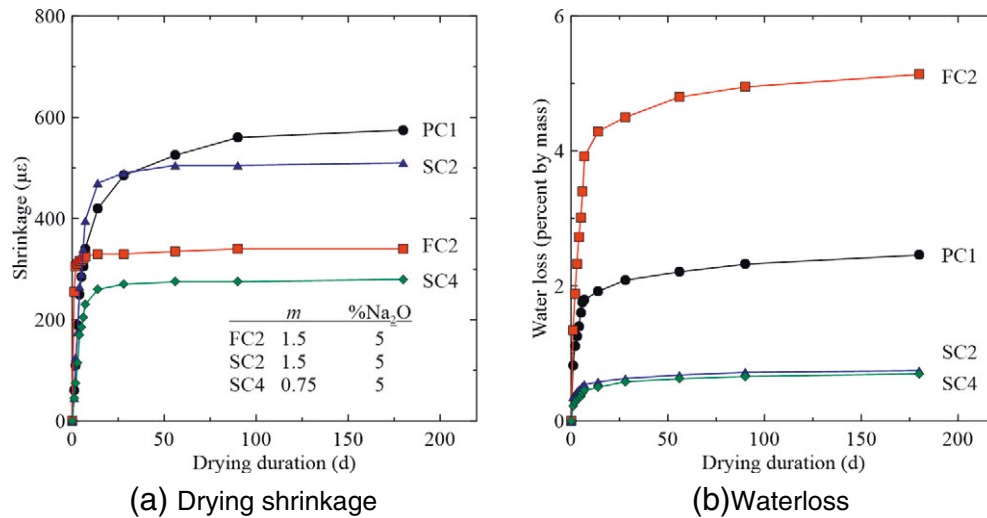 800
600
400
200
0
Shrinkage (με)
PC1
SC2
FC2
SC4
m %Na₂O
FC2 1.5 5
SC2 1.5 5
SC4 0.75 5
0 50 100 150 200
Drying duration (d)
(a) Drying shrinkage
6
4
2
0
Water loss (percent by mass)
FC2
PC1
SC2
SC4
0 50 100 150 200
Drying duration (d)
(b)Waterloss